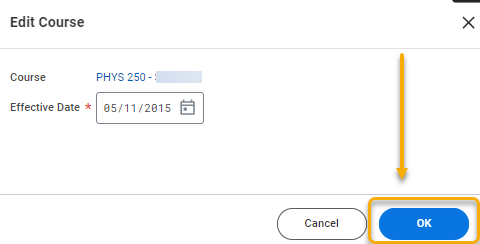 Edit Course
Course PHYS 250 -
Effective Date * 05/11/2015
Cancel OK